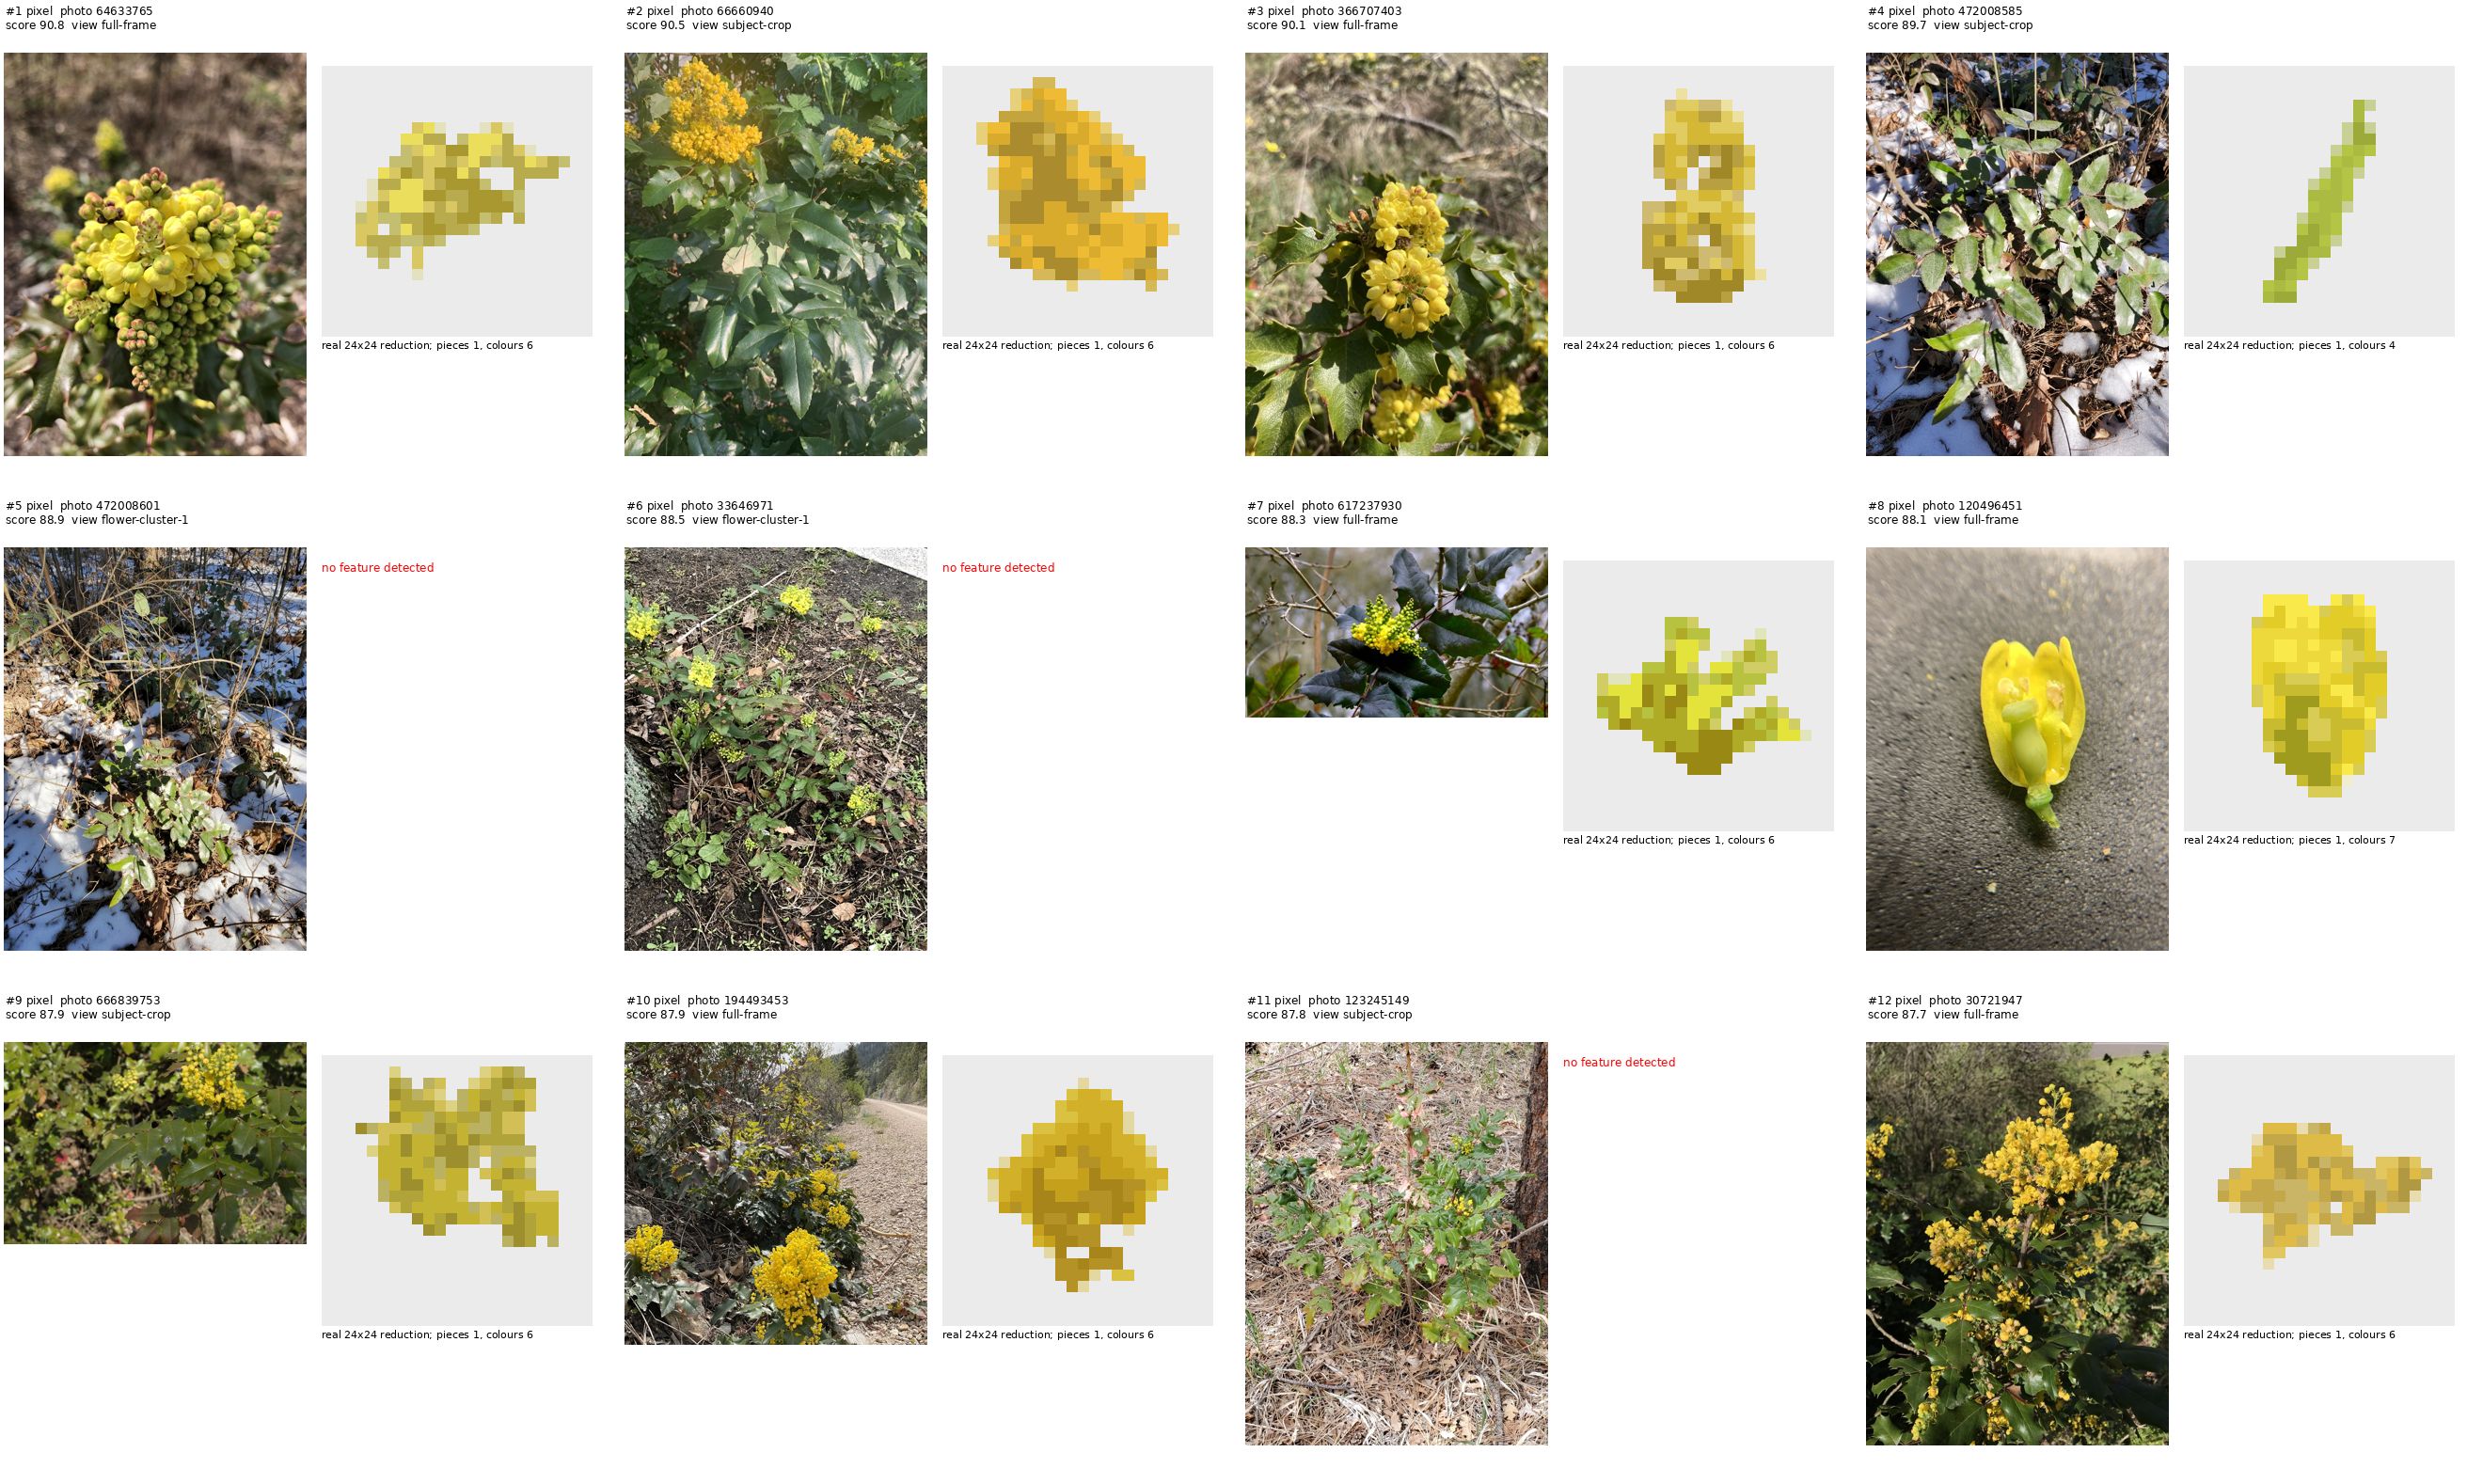 #1 pixel  photo 64633765
score 90.8  view full-frame
real 24x24 reduction; pieces 1, colours 6
#2 pixel  photo 66660940
score 90.5  view subject-crop
real 24x24 reduction; pieces 1, colours 6
#3 pixel  photo 366707403
score 90.1  view full-frame
real 24x24 reduction; pieces 1, colours 6
#4 pixel  photo 472008585
score 89.7  view subject-crop
real 24x24 reduction; pieces 1, colours 4
#5 pixel  photo 472008601
score 88.9  view flower-cluster-1
no feature detected
#6 pixel  photo 33646971
score 88.5  view flower-cluster-1
no feature detected
#7 pixel  photo 617237930
score 88.3  view full-frame
real 24x24 reduction; pieces 1, colours 6
#8 pixel  photo 120496451
score 88.1  view full-frame
real 24x24 reduction; pieces 1, colours 7
#9 pixel  photo 666839753
score 87.9  view subject-crop
real 24x24 reduction; pieces 1, colours 6
#10 pixel  photo 194493453
score 87.9  view full-frame
real 24x24 reduction; pieces 1, colours 6
#11 pixel  photo 123245149
score 87.8  view subject-crop
no feature detected
#12 pixel  photo 30721947
score 87.7  view full-frame
real 24x24 reduction; pieces 1, colours 6